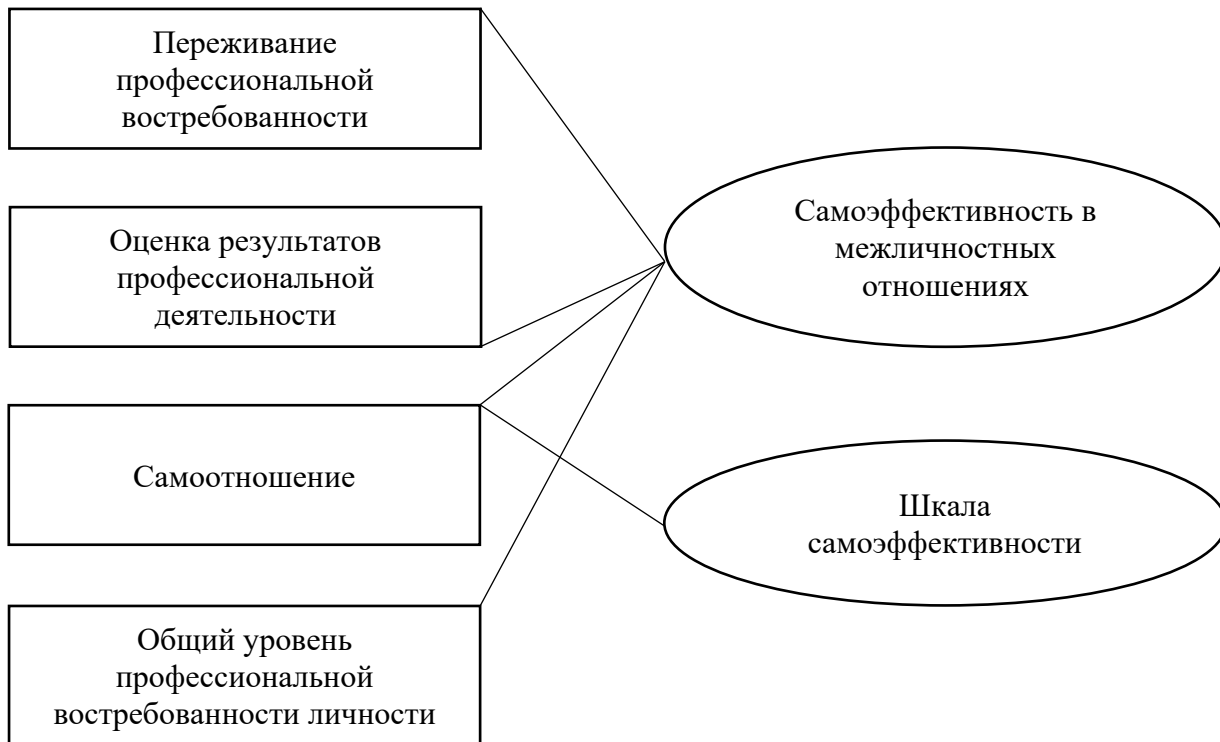 Переживание
профессиональной
востребованности
Оценка результатов
профессиональной
деятельности
Самоотношение
Общий уровень
профессиональной
востребованности личности
Самоэффективность в
межличностных
отношениях
Шкала
самоэффективности